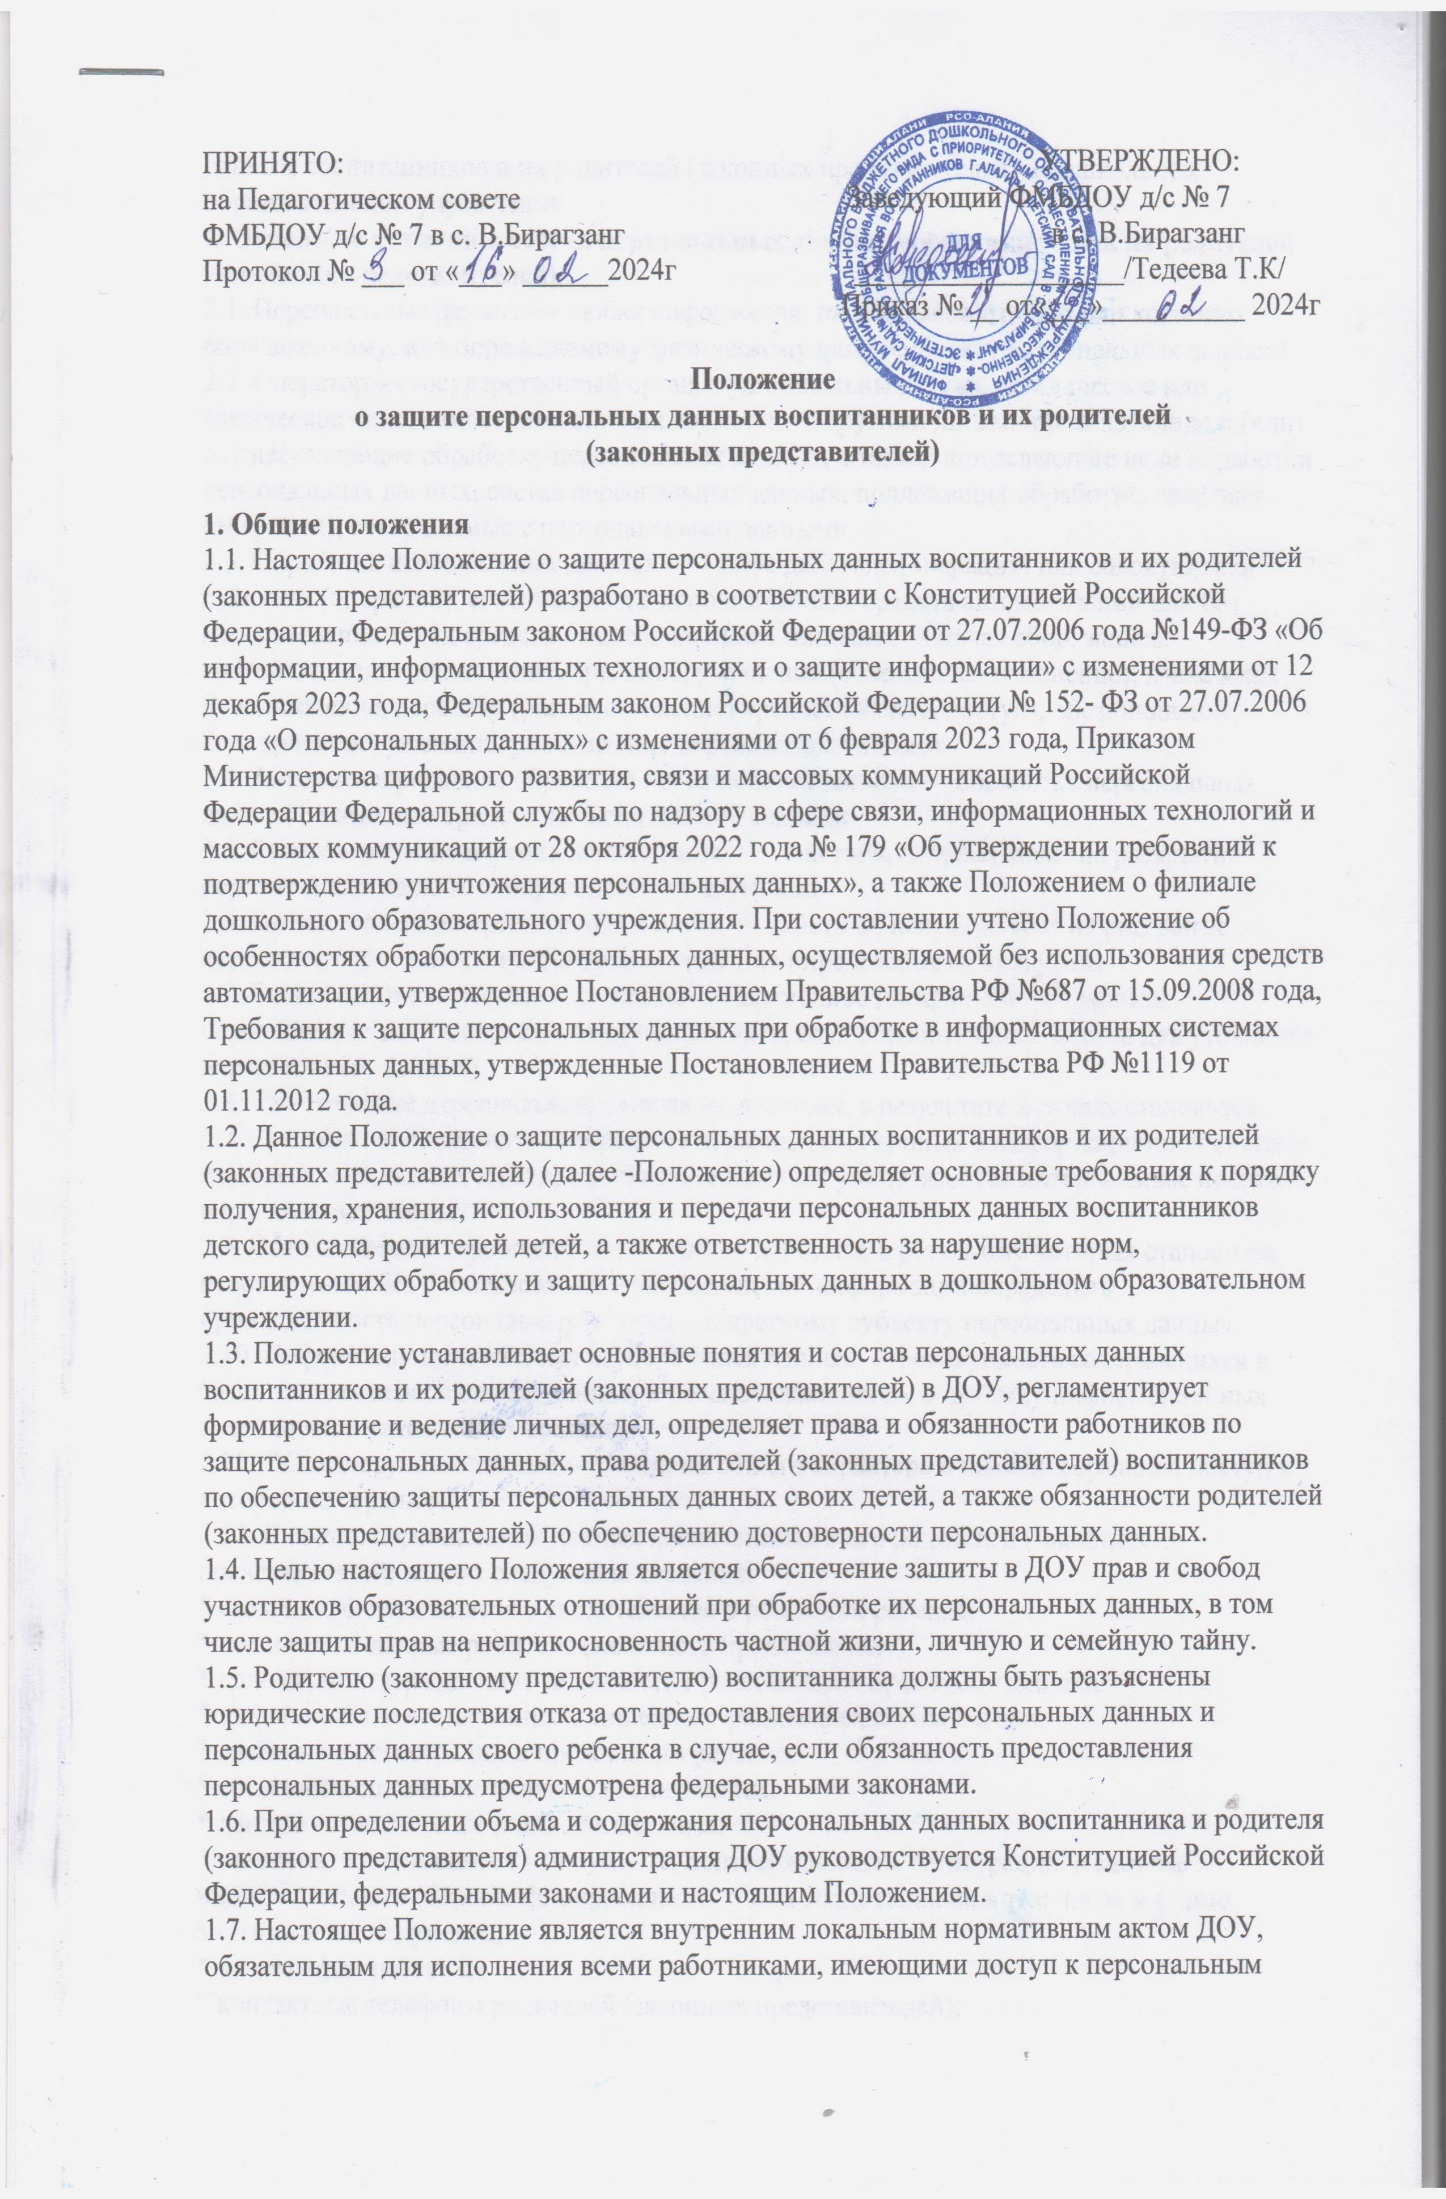 ПРИНЯТО:
на Педагогическом совете
ФМБДОУ д/с № 7 в с. В.Бирагзанг
Протокол № 3 от «16» 02 2024г
УТВЕРЖДЕНО:
Заведующий ФМБДОУ д/с № 7
в с. В.Бирагзанг
/Тедеева Т.К/
Приказ № от« » 02 2024г
РСО-АЛАНИЯ
ДЛЯ
ДОКУМЕНТОВ
Положение
о защите персональных данных воспитанников и их родителей
(законных представителей)
1. Общие положения
1.1. Настоящее Положение о защите персональных данных воспитанников и их родителей
(законных представителей) разработано в соответствии с Конституцией Российской
Федерации, Федеральным законом Российской Федерации от 27.07.2006 года №149-ФЗ «Об
информации, информационных технологиях и о защите информации» с изменениями от 12
декабря 2023 года, Федеральным законом Российской Федерации № 152- ФЗ от 27.07.2006
года «О персональных данных» с изменениями от 6 февраля 2023 года, Приказом
Министерства цифрового развития, связи и массовых коммуникаций Российской
Федерации Федеральной службы по надзору в сфере связи, информационных технологий и
массовых коммуникаций от 28 октября 2022 года № 179 «Об утверждении требований к
подтверждению уничтожения персональных данных», а также Положением о филиале
дошкольного образовательного учреждения. При составлении учтено Положение об
особенностях обработки персональных данных, осуществляемой без использования средств
автоматизации, утвержденное Постановлением Правительства РФ №687 от 15.09.2008 года,
Требования к защите персональных данных при обработке в информационных системах
персональных данных, утвержденные Постановлением Правительства РФ №1119 от
01.11.2012 года.
1.2. Данное Положение о защите персональных данных воспитанников и их родителей
(законных представителей) (далее -Положение) определяет основные требования к порядку
получения, хранения, использования и передачи персональных данных воспитанников
детского сада, родителей детей, а также ответственность за нарушение норм,
регулирующих обработку и защиту персональных данных в дошкольном образовательном
учреждении.
1.3. Положение устанавливает основные понятия и состав персональных данных
воспитанников и их родителей (законных представителей) в ДОУ, регламентирует
формирование и ведение личных дел, определяет права и обязанности работников по
защите персональных данных, права родителей (законных представителей) воспитанников
по обеспечению защиты персональных данных своих детей, а также обязанности родителей
(законных представителей) по обеспечению достоверности персональных данных.
1.4. Целью настоящего Положения является обеспечение зашиты в ДОУ прав и свобод
участников образовательных отношений при обработке их персональных данных, в том
числе защиты прав на неприкосновенность частной жизни, личную и семейную тайну.
1.5. Родителю (законному представителю) воспитанника должны быть разъяснены
юридические последствия отказа от предоставления своих персональных данных и
персональных данных своего ребенка в случае, если обязанность предоставления
персональных данных предусмотрена федеральными законами.
1.6. При определении объема и содержания персональных данных воспитанника и родителя
(законного представителя) администрация ДОУ руководствуется Конституцией Российской
Федерации, федеральными законами и настоящим Положением.
1.7. Настоящее Положение является внутренним локальным нормативным актом ДОУ,
обязательным для исполнения всеми работниками, имеющими доступ к персональным